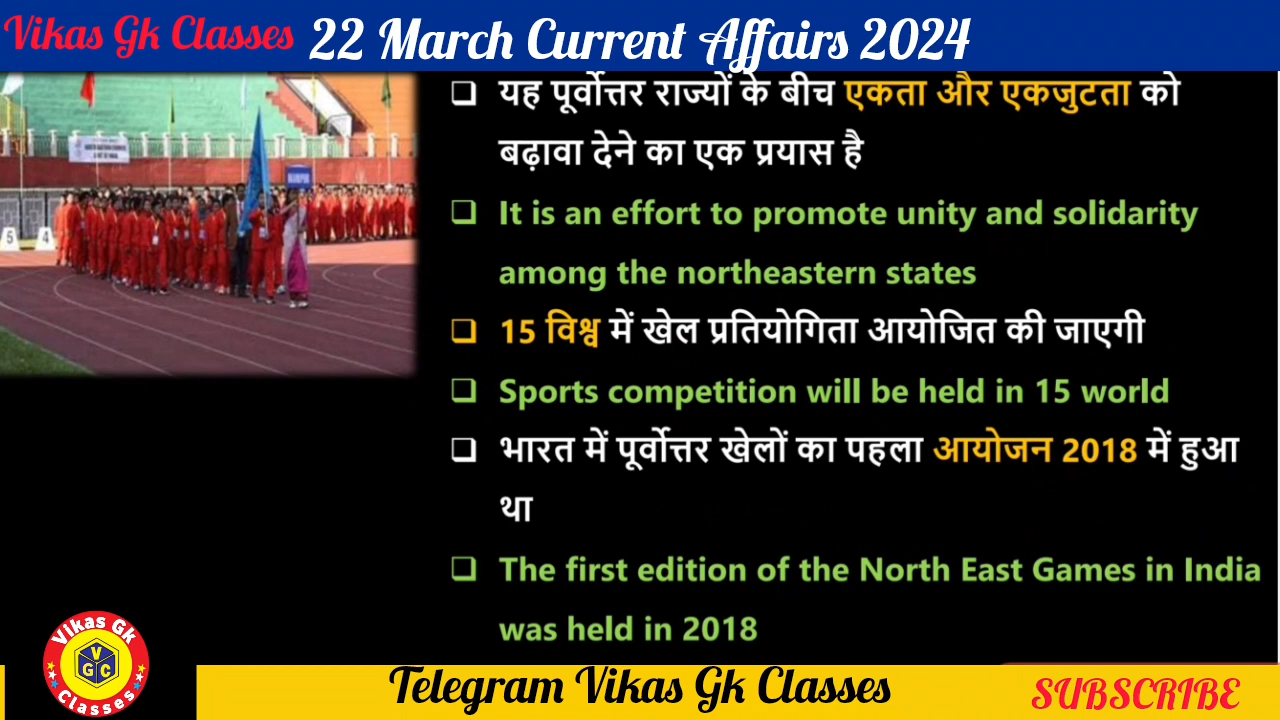 Vikas Gk Classes 22 March Current Affairs 2024
यह पूर्वोत्तर राज्यों के बीच एकता और एकजुटता को
बढ़ावा देने का एक प्रयास है
It is an effort to promote unity and solidarity
among the northeastern states
15 विश्व में खेल प्रतियोगिता आयोजित की जाएगी
Sports competition will be held in 15 world
भारत में पूर्वोत्तर खेलों का पहला आयोजन 2018 में हुआ
था
The first edition of the North East Games in India
was held in 2018
5 4
MANIPUR
Vikas Gk
VGC
Classes
Telegram Vikas Gk Classes
SUBSCRIBE